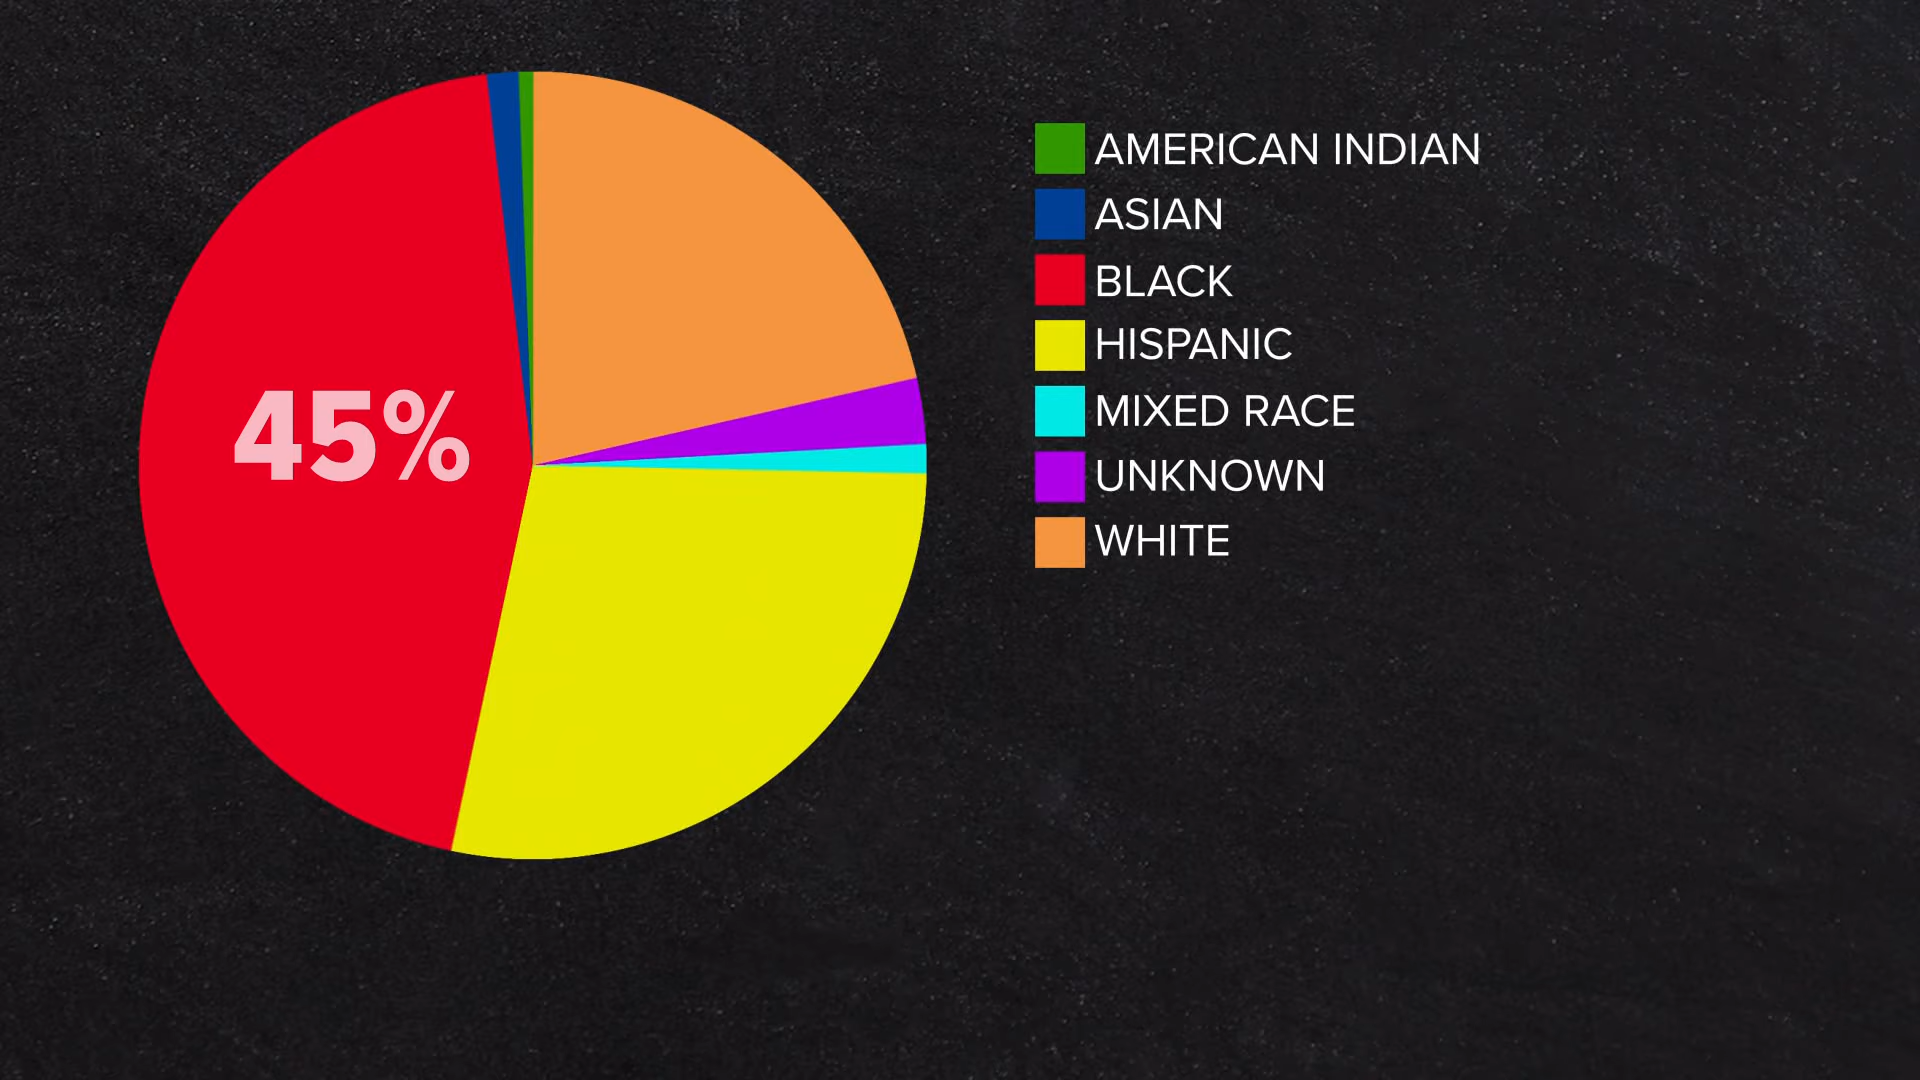 45%
AMERICAN INDIAN
ASIAN
BLACK
HISPANIC
MIXED RACE
UNKNOWN
WHITE